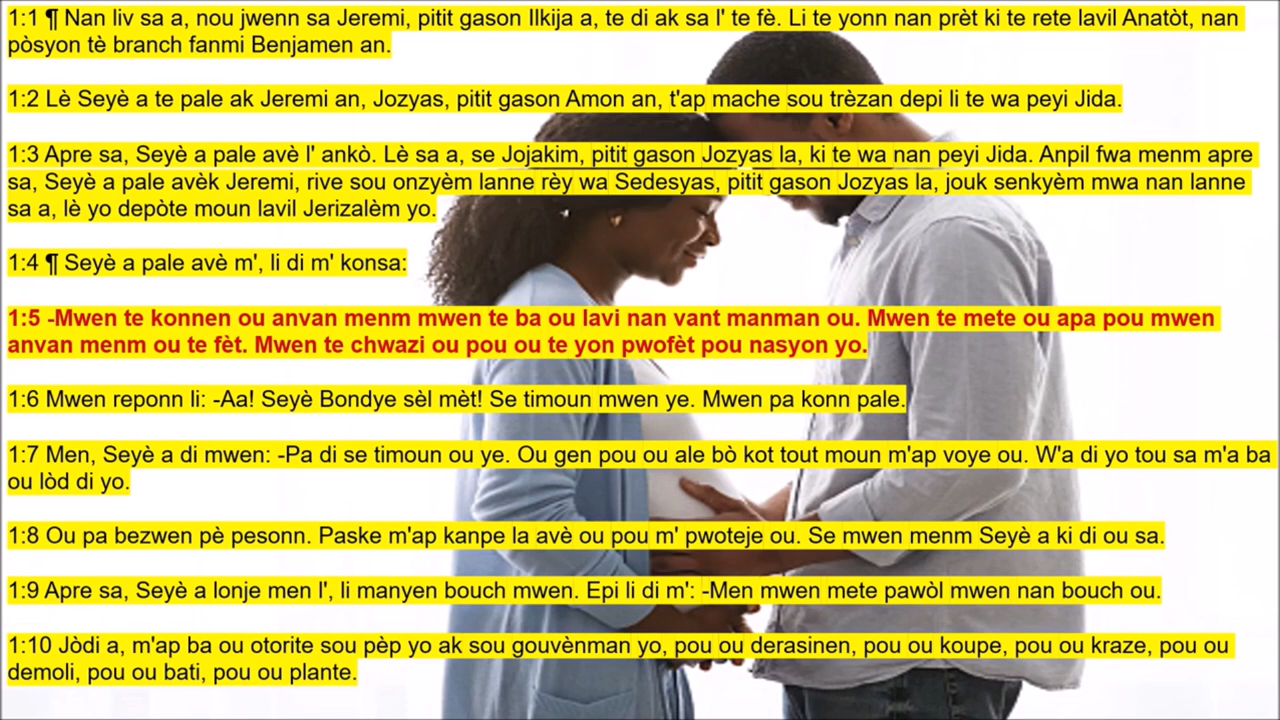 1:1 ¶ Nan liv sa a, nou jwenn sa Jeremi, pitit gason Ilkija a, te di ak sa l' te fè. Li te yonn nan prèt ki te rete lavil Anatòt, nan
pòsyon tè branch fanmi Benjamen an.
1:2 Lè Seyè a te pale ak Jeremi an, Jozyas, pitit gason Amon an, t'ap mache sou trèzan depi li te wa peyi Jida.
1:3 Apre sa, Seyè a pale avè l' ankò. Lè sa a, se Jojakim, pitit gason Jozyas la, ki te wa nan peyi Jida. Anpil fwa menm apre
sa, Seyè a pale avèk Jeremi, rive sou onzyèm lanne rèy wa Sedesyas, pitit gason Jozyas la, jouk senkyèm mwa nan lanne
sa a, lè yo depòte moun lavil Jerizalèm yo.
1:4 ¶ Seyè a pale avè m', li di m' konsa:
1:5 -Mwen te konnen ou anvan menm mwen te ba ou lavi nan vant manman ou. Mwen te mete ou apa pou mwen
anvan menm ou te fèt. Mwen te chwazi ou pou ou te yon pwofèt pou nasyon yo.
1:6 Mwen reponn li: -Aa! Seyè Bondye sèl mèt! Se timoun mwen ye. Mwen pa konn pale.
1:7 Men, Seyè a di mwen: -Pa di se timoun ou ye. Ou gen pou ou ale bò kot tout moun m'ap voye ou. W'a di yo tou sa m'a ba
ou lòd di yo.
1:8 Ou pa bezwen pè pesonn. Paske m'ap kanpe la avè ou pou m' pwoteje ou. Se mwen menm Seyè a ki di ou sa.
1:9 Apre sa, Seyè a lonje men l', li manyen bouch mwen. Epi li di m': -Men mwen mete pawòl mwen nan bouch ou.
1:10 Jòdi a, m'ap ba ou otorite sou pèp yo ak sou gouvènman yo, pou ou derasinen, pou ou koupe, pou ou kraze, pou ou
demoli, pou ou bati, pou ou plante.